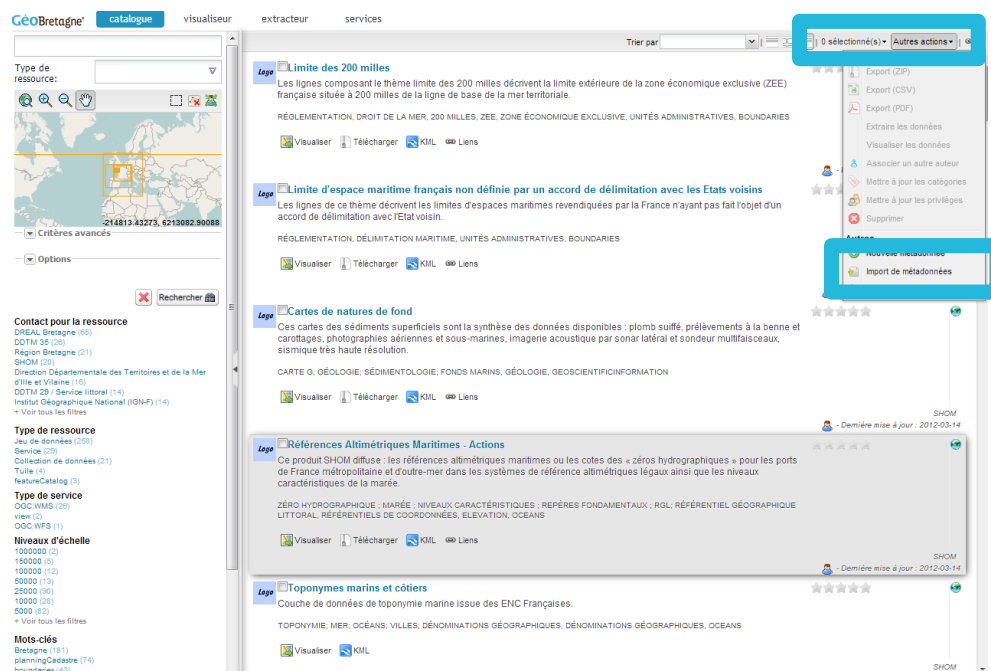 GéoBretagne catalogue visualiseur extracteur services
Trier par
0 sélectionné(s) Autres actions
Type de
ressource:
-214813.43273, 6213082.90088
Critères avancés
Options
Rechercher
Contact pour la ressource
DREAL Bretagne (65)
DDTM 35 (26)
Région Bretagne (21)
SHOM (20)
Direction Départementale des Territoires et de la Mer
d'Ille et Vilaine (16)
DDTM 29 / Service littoral (14)
Institut Géographique National (IGN-F) (14)
+ Voir tous les filtres
Type de ressource
Jeu de données (258)
Service (29)
Collection de données (21)
Tuile (4)
featureCatalog (3)
Type de service
OGC:WMS (26)
view (2)
OGC:WFS (1)
Niveaux d'échelle
1000000 (2)
150000 (5)
100000 (12)
50000 (13)
25000 (90)
10000 (28)
5000 (82)
+ Voir tous les filtres
Mots-clés
Bretagne (181)
planningCadastre (74)
boundaries (43)
Logo Limite des 200 milles
Les lignes composant le thème limite des 200 milles décrivent la limite extérieure de la zone économique exclusive (ZEE)
française située à 200 milles de la ligne de base de la mer territoriale.
RÉGLEMENTATION, DROIT DE LA MER, 200 MILLES, ZEE, ZONE ÉCONOMIQUE EXCLUSIVE, UNITÉS ADMINISTRATIVES, BOUNDARIES
Visualiser Télécharger KML Liens
Logo Limite d'espace maritime français non définie par un accord de délimitation avec les Etats voisins
Les lignes de ce thème décrivent les limites d'espaces maritimes revendiquées par la France n'ayant pas fait l'objet d'un
accord de délimitation avec l'Etat voisin.
RÉGLEMENTATION, DÉLIMITATION MARITIME, UNITÉS ADMINISTRATIVES, BOUNDARIES
Visualiser Télécharger KML Liens
Logo Cartes de natures de fond
Ces cartes des sédiments superficiels sont la synthèse des données disponibles : plomb suiffé, prélèvements à la benne et
carottages, photographies aériennes et sous-marines, imagerie acoustique par sonar latéral et sondeur multifaisceaux,
sismique très haute résolution.
CARTE G; GÉOLOGIE; SÉDIMENTOLOGIE; FONDS MARINS, GÉOLOGIE, GEOSCIENTIFICINFORMATION
Visualiser Télécharger KML Liens
SHOM
- Dernière mise à jour : 2012-03-14
Logo Références Altimétriques Maritimes - Actions
Ce produit SHOM diffuse : les références altimétriques maritimes ou les cotes des « zéros hydrographiques » pour les ports
de France métropolitaine et d'outre-mer dans les systèmes de référence altimétriques légaux ainsi que les niveaux
caractéristiques de la marée.
ZÉRO HYDROGRAPHIQUE ; MARÉE ; NIVEAUX CARACTÉRISTIQUES ; REPÈRES FONDAMENTAUX ; RGL; RÉFÉRENTIEL GÉOGRAPHIQUE
LITTORAL, RÉFÉRENTIELS DE COORDONNÉES, ELEVATION, OCEANS
Visualiser Télécharger KML Liens
SHOM
- Dernière mise à jour : 2012-03-14
Logo Toponymes marins et côtiers
Couche de données de toponymie marine issue des ENC Françaises.
TOPONYMIE; MER; OCÉANS; VILLES; DÉNOMINATIONS GÉOGRAPHIQUES, DÉNOMINATIONS GÉOGRAPHIQUES, OCEANS
Visualiser KML
SHOM
Export (ZIP)
Export (CSV)
Export (PDF)
Extraire les données
Visualiser les données
Associer un autre auteur
Mettre à jour les catégories
Mettre à jour les privilèges
Supprimer
Autres
Nouvelle métadonnée
Import de métadonnées